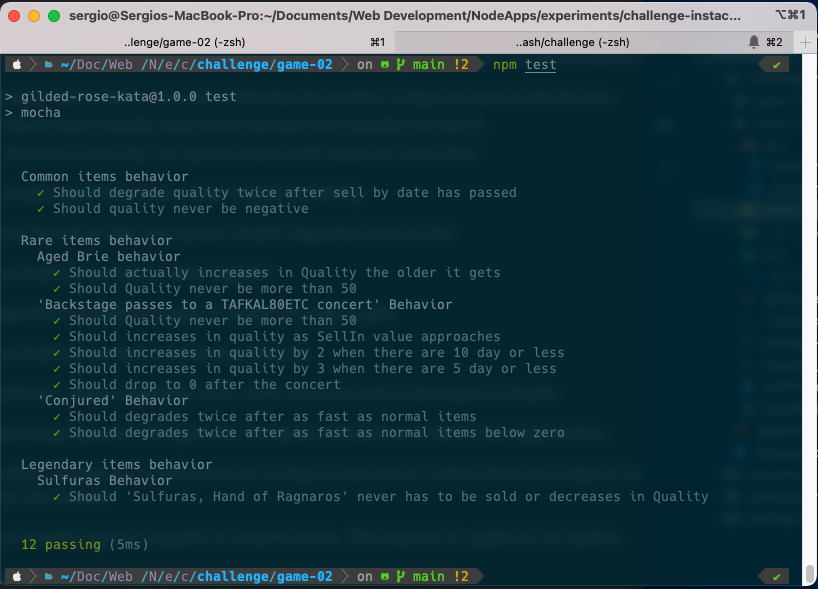 sergio@Sergios-MacBook-Pro:~/Documents/Web Development/NodeApps/experiments/challenge-instac... ⌥⌘1
..lenge/game-02 (-zsh) ⌘1 ..ash/challenge (-zsh) ⌘2 +
~/Doc/Web /N/e/c/challenge/game-02 on main !2 npm test ✔
> gilded-rose-kata@1.0.0 test
> mocha
Common items behavior
✓ Should degrade quality twice after sell by date has passed
✓ Should quality never be negative
Rare items behavior
Aged Brie behavior
✓ Should actually increases in Quality the older it gets
✓ Should Quality never be more than 50
'Backstage passes to a TAFKAL80ETC concert' Behavior
✓ Should Quality never be more than 50
✓ Should increases in quality as SellIn value approaches
✓ Should increases in quality by 2 when there are 10 day or less
✓ Should increases in quality by 3 when there are 5 day or less
✓ Should drop to 0 after the concert
'Conjured' Behavior
✓ Should degrades twice after as fast as normal items
✓ Should degrades twice after as fast as normal items below zero
Legendary items behavior
Sulfuras Behavior
✓ Should 'Sulfuras, Hand of Ragnaros' never has to be sold or decreases in Quality
12 passing (5ms)
~/Doc/Web /N/e/c/challenge/game-02 on main !2 ✔